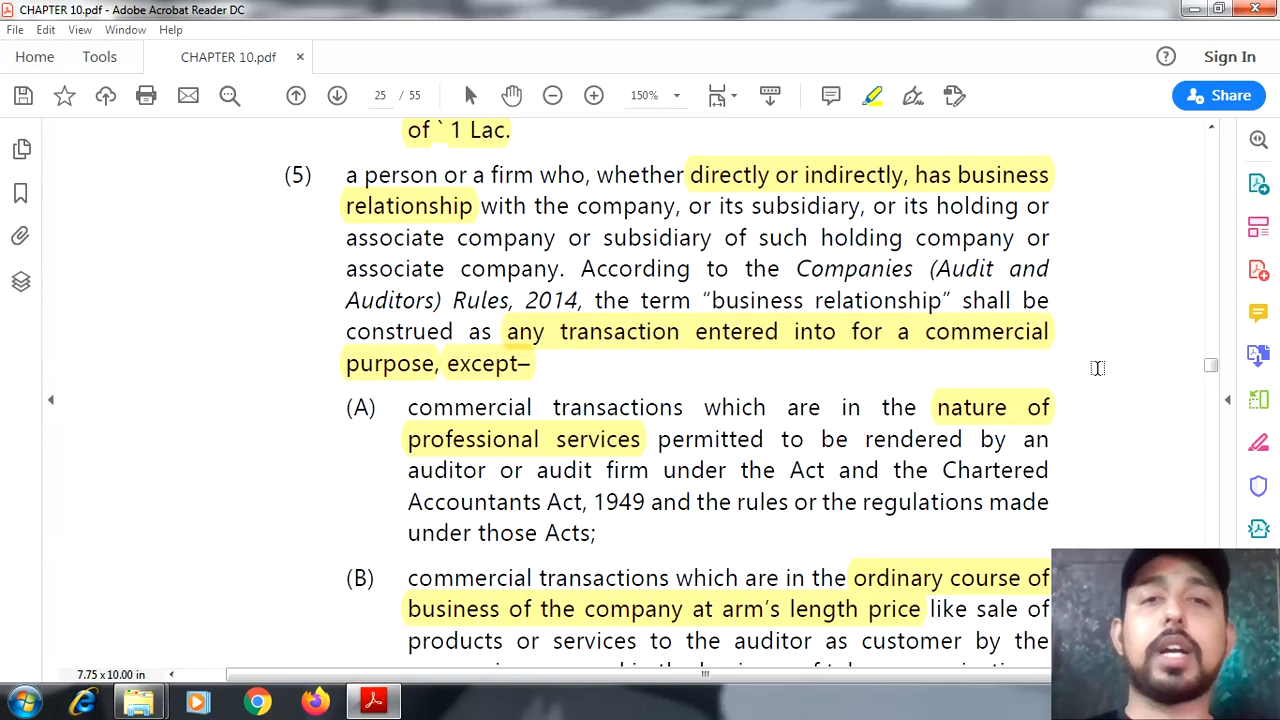 CHAPTER 10.pdf - Adobe Acrobat Reader DC
File Edit View Window Help
Home Tools CHAPTER 10.pdf × Sign In
25 / 55 150% Share
of ` 1 Lac.
(5) a person or a firm who, whether directly or indirectly, has business
relationship with the company, or its subsidiary, or its holding or
associate company or subsidiary of such holding company or
associate company. According to the Companies (Audit and
Auditors) Rules, 2014, the term “business relationship” shall be
construed as any transaction entered into for a commercial
purpose, except–
(A) commercial transactions which are in the nature of
professional services permitted to be rendered by an
auditor or audit firm under the Act and the Chartered
Accountants Act, 1949 and the rules or the regulations made
under those Acts;
(B) commercial transactions which are in the ordinary course of
business of the company at arm’s length price like sale of
products or services to the auditor as customer by the
7.75 x 10.00 in